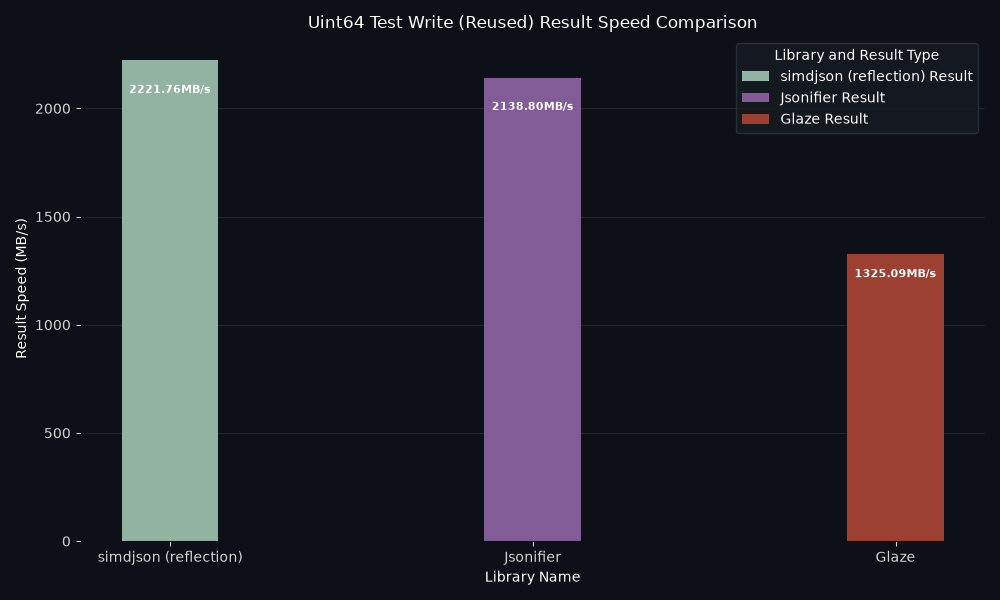 Uint64 Test Write (Reused) Result Speed Comparison
Library and Result Type
simdjson (reflection) Result
Jsonifier Result
Glaze Result
2221.76MB/s
2138.80MB/s
1325.09MB/s
Result Speed (MB/s)
2000
1500
1000
500
0
simdjson (reflection)
Jsonifier
Glaze
Library Name